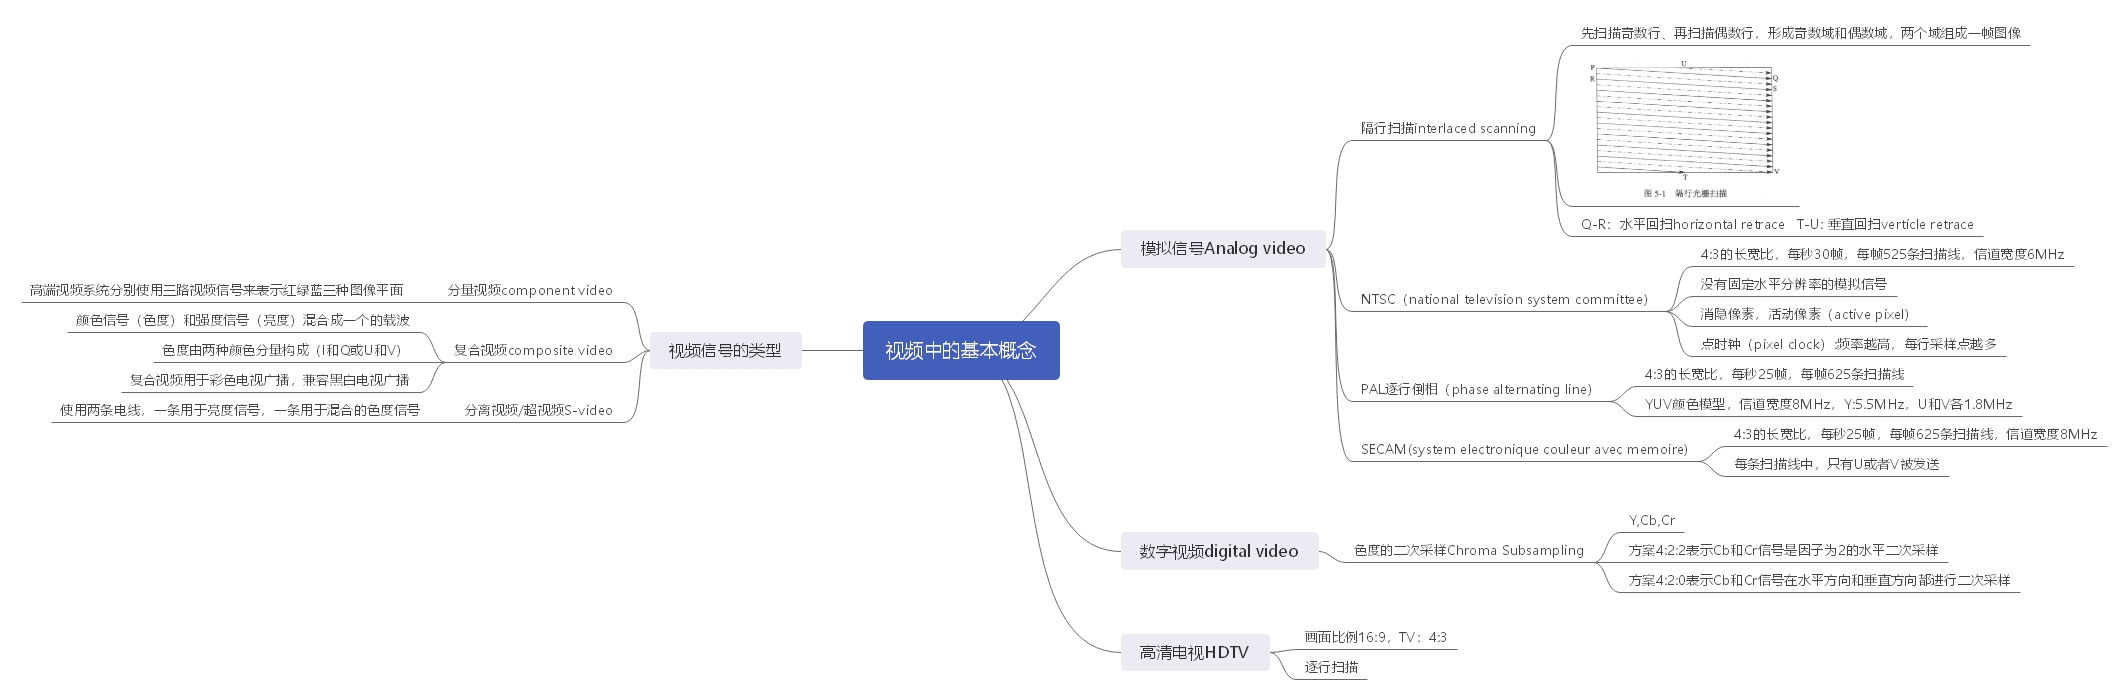 视频中的基本概念
视频信号的类型
分量视频component video
高端视频系统分别使用三路视频信号来表示红绿蓝三种图像平面
复合视频composite video
颜色信号（色度）和强度信号（亮度）混合成一个的载波
色度由两种颜色分量构成（I和Q或U和V）
复合视频用于彩色电视广播，兼容黑白电视广播
分离视频/超视频S-video
使用两条电线，一条用于亮度信号，一条用于混合的色度信号
模拟信号Analog video
隔行扫描interlaced scanning
先扫描奇数行、再扫描偶数行，形成奇数域和偶数域，两个域组成一帧图像
P
U
R
Q
S
T
V
图 5-1 隔行光栅扫描
Q-R：水平回扫horizontal retrace T-U: 垂直回扫verticle retrace
NTSC（national television system committee)
4:3的长宽比，每秒30帧，每帧525条扫描线，信道宽度6MHz
没有固定水平分辨率的模拟信号
消隐像素，活动像素（active pixel)
点时钟（pixel clock）:频率越高，每行采样点越多
PAL逐行倒相（phase alternating line)
4:3的长宽比，每秒25帧，每帧625条扫描线
YUV颜色模型，信道宽度8MHz，Y:5.5MHz，U和V各1.8MHz
SECAM(system electronique couleur avec memoire)
4:3的长宽比，每秒25帧，每帧625条扫描线，信道宽度8MHz
每条扫描线中，只有U或者V被发送
数字视频digital video
色度的二次采样Chroma Subsampling
Y,Cb,Cr
方案4:2:2表示Cb和Cr信号是因子为2的水平二次采样
方案4:2:0表示Cb和Cr信号在水平方向和垂直方向都进行二次采样
高清电视HDTV
画面比例16:9，TV：4:3
逐行扫描